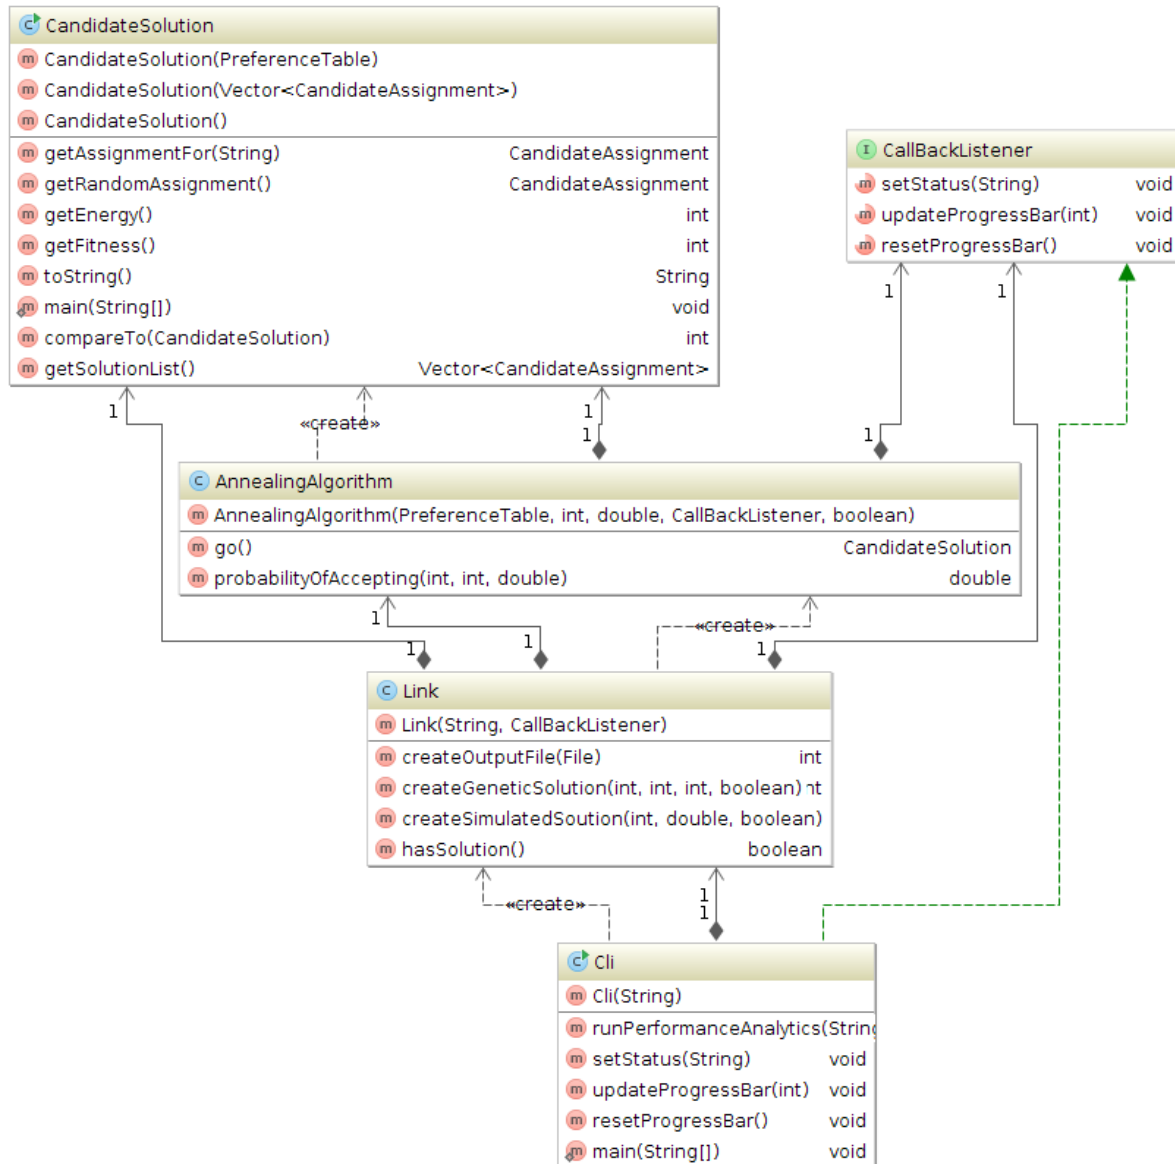 CandidateSolution
CandidateSolution(PreferenceTable)
CandidateSolution(Vector<CandidateAssignment>)
CandidateSolution()
getAssignmentFor(String) CandidateAssignment
getRandomAssignment() CandidateAssignment
getEnergy() int
getFitness() int
toString() String
main(String[]) void
compareTo(CandidateSolution) int
getSolutionList() Vector<CandidateAssignment>
CallBackListener
setStatus(String) void
updateProgressBar(int) void
resetProgressBar() void
1 1
1 «create» 1
1 1
AnnealingAlgorithm
AnnealingAlgorithm(PreferenceTable, int, double, CallBackListener, boolean)
go() CandidateSolution
probabilityOfAccepting(int, int, double) double
1 «create»
1 1 1
Link
Link(String, CallBackListener)
createOutputFile(File) int
createGeneticSolution(int, int, int, boolean) nt
createSimulatedSoution(int, double, boolean)
hasSolution() boolean
«create» 1
1
Cli
Cli(String)
runPerformanceAnalytics(String
setStatus(String) void
updateProgressBar(int) void
resetProgressBar() void
main(String[]) void